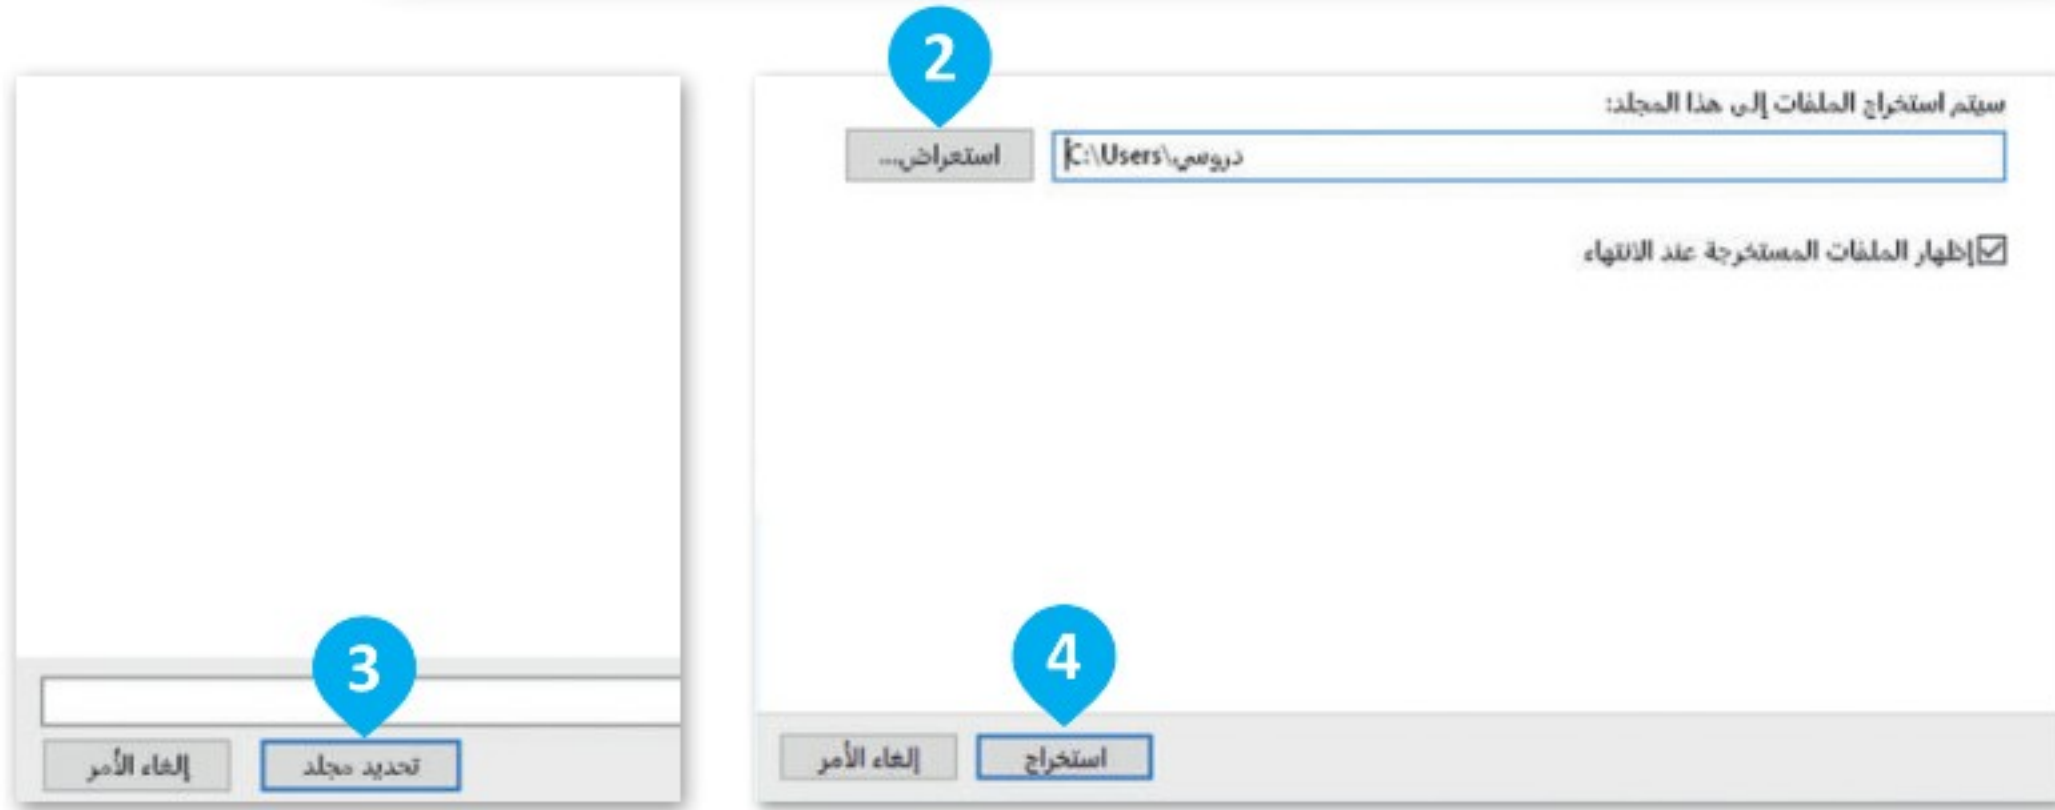 2
سيتم استخراج الملفات إلى هذا المجلد:
C:\Users\دروسي
استعراض...
إظهار الملفات المستخرجة عند الانتهاء
4
استخراج
إلغاء الأمر
3
تحديد مجلد
إلغاء الأمر